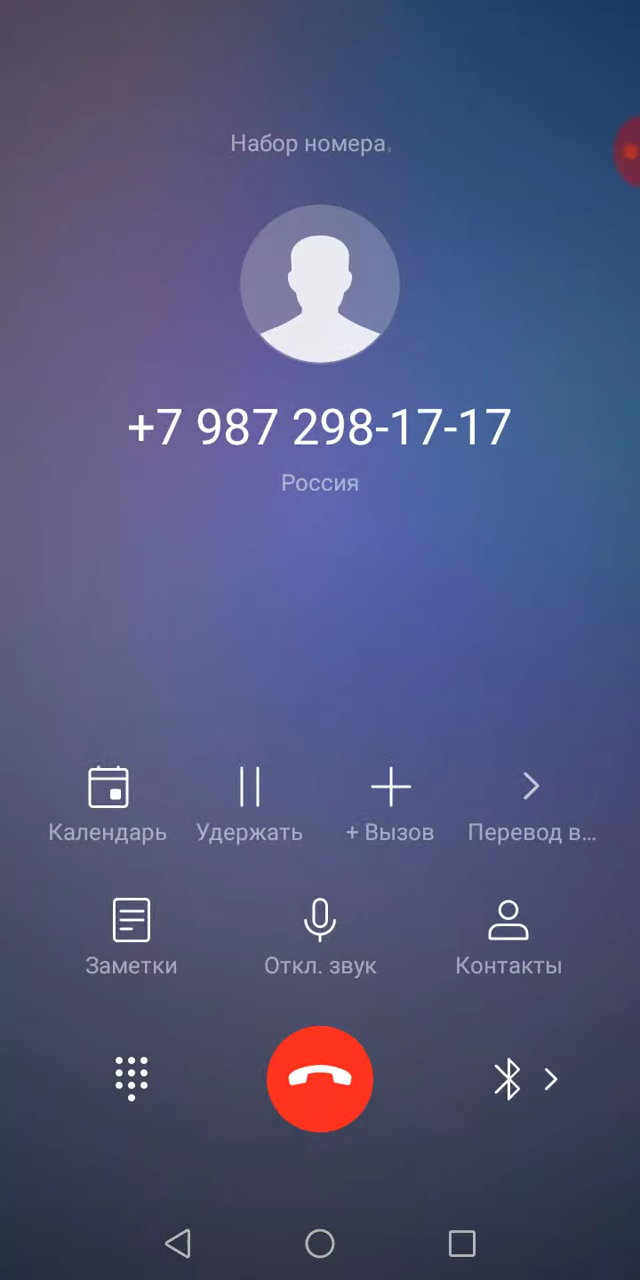 Набор номера.
+7 987 298-17-17
Россия
Календарь Удержать + Вызов Перевод в...
Заметки Откл. звук Контакты